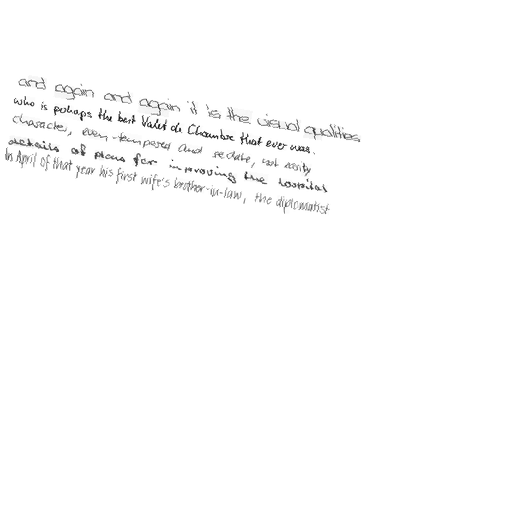 and again and again it is the visual qualities
who is perhaps the best Valet de Chambre that ever was.
character, even-tempered and sedate, not easily
details of plans for improving the hospital
In April of that year his first wife's brother-in-law, the diplomatist